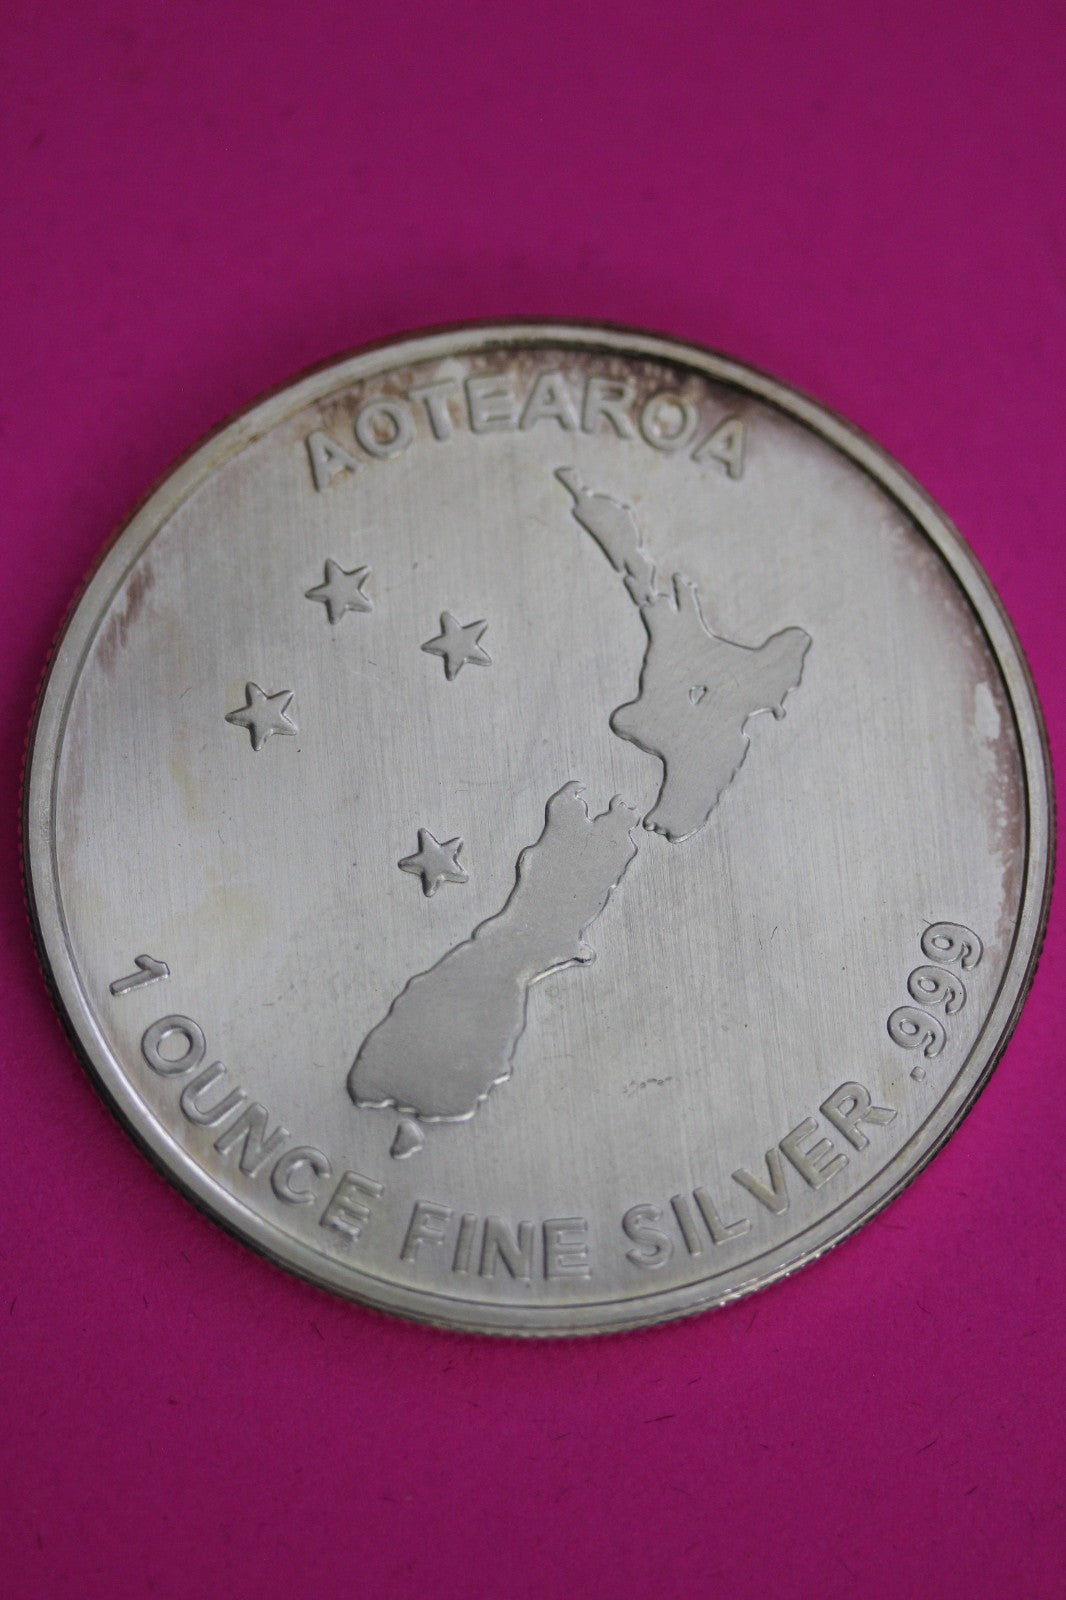 AOTEAROA
1 OUNCE FINE SILVER .999